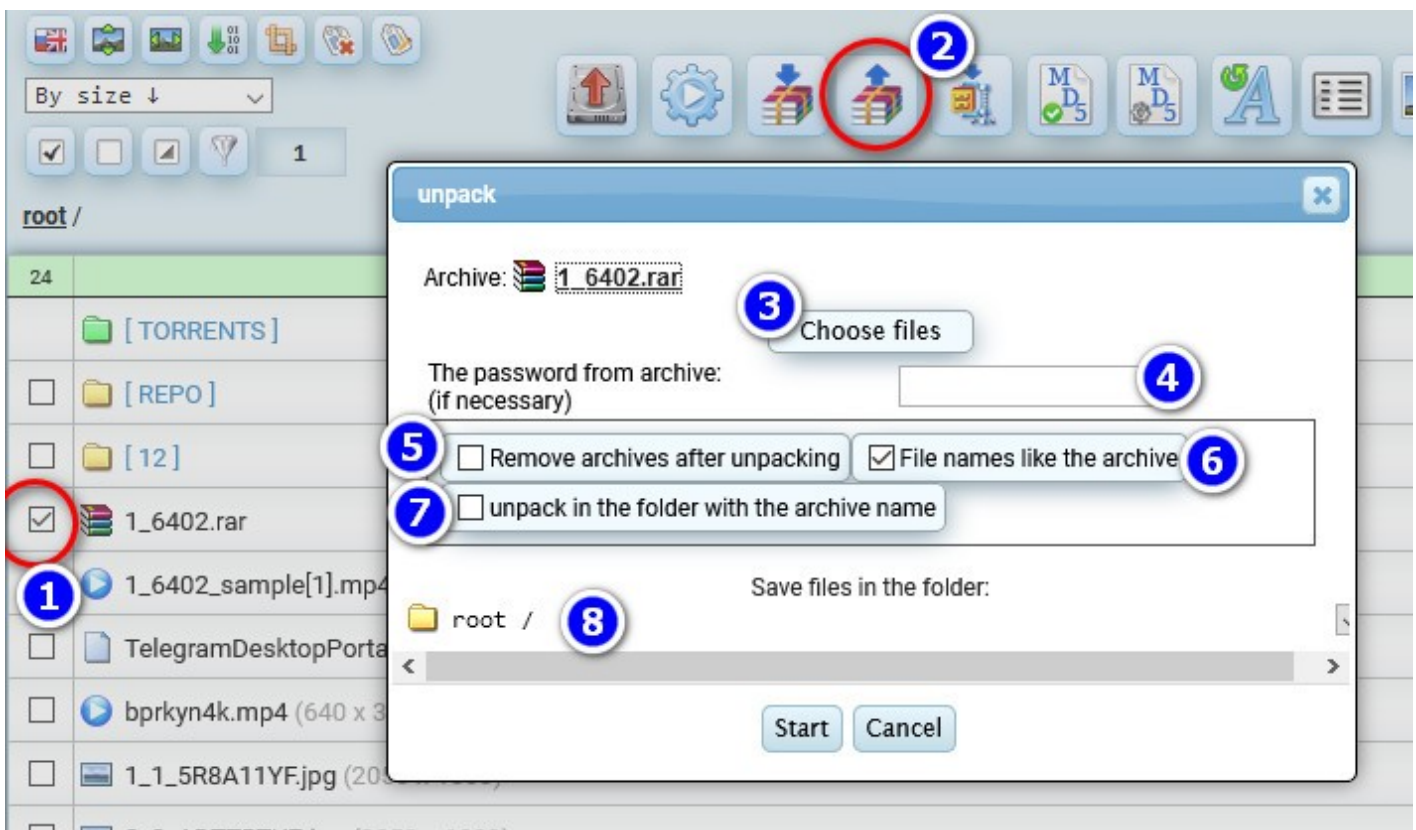 2
By size ↓
M D5
M D5
A
1
unpack
root /
24
Archive: 1_6402.rar
3
Choose files
[ TORRENTS ]
The password from archive:
4
(if necessary)
[ REPO ]
5
Remove archives after unpacking
File names like the archive
6
[ 12 ]
7
unpack in the folder with the archive name
1_6402.rar
1
1_6402_sample[1].mp4
Save files in the folder:
root /
8
TelegramDesktopPorta
bprkyn4k.mp4 (640 x 3
Start
Cancel
1_1_5R8A11YF.jpg (20